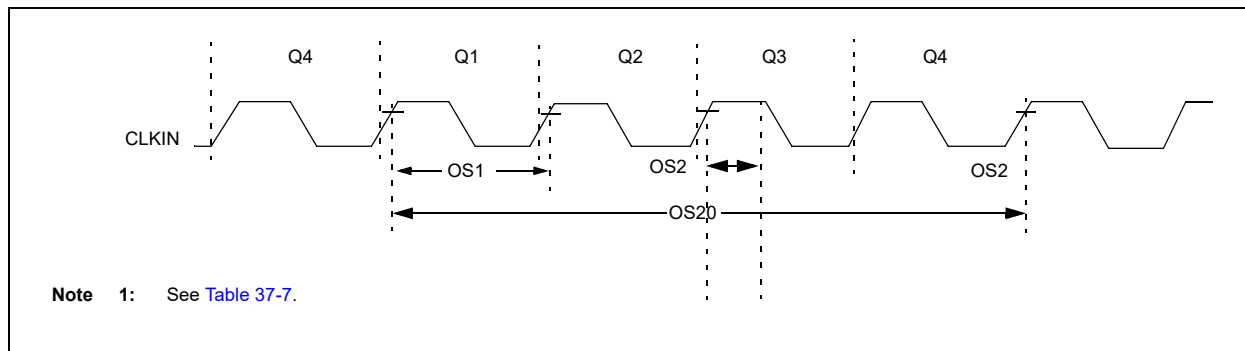 Q4 Q1 Q2 Q3 Q4
CLKIN
OS1
OS2
OS2
OS20
Note 1: See Table 37-7.